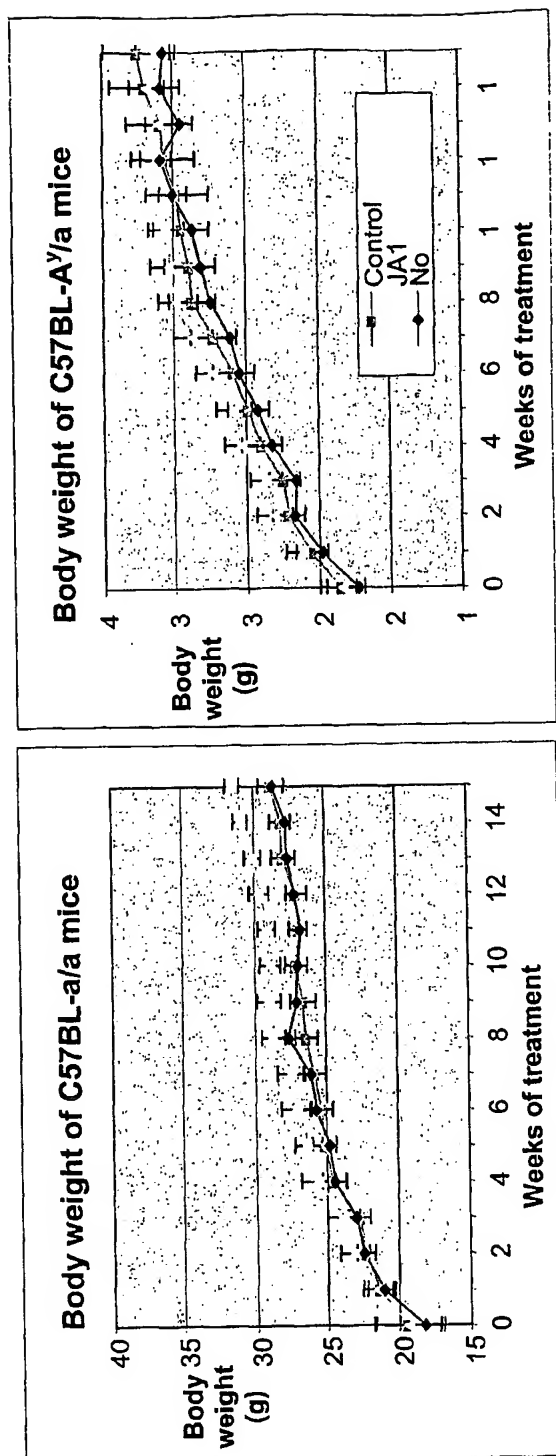 Body weight of C57BL-a/a mice
Body
weight
(g)
40
35
30
25
20
15
0 2 4 6 8 10 12 14
Weeks of treatment
Body weight of C57BL-Aʸ/a mice
Body
weight
(g)
4
3
3
2
2
1
0 2 4 6 8 1 1 1
Weeks of treatment
Control
JA1
No